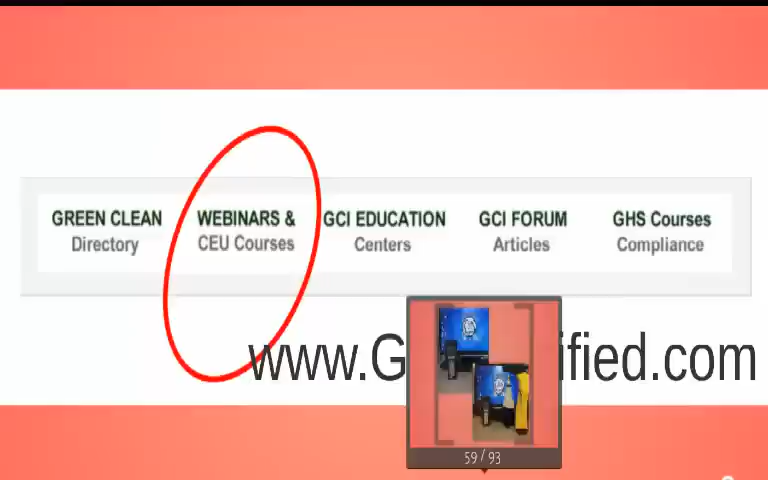 GREEN CLEAN WEBINARS & GCI EDUCATION GCI FORUM GHS Courses
Directory CEU Courses Centers Articles Compliance
www.G ified.com
59 / 93